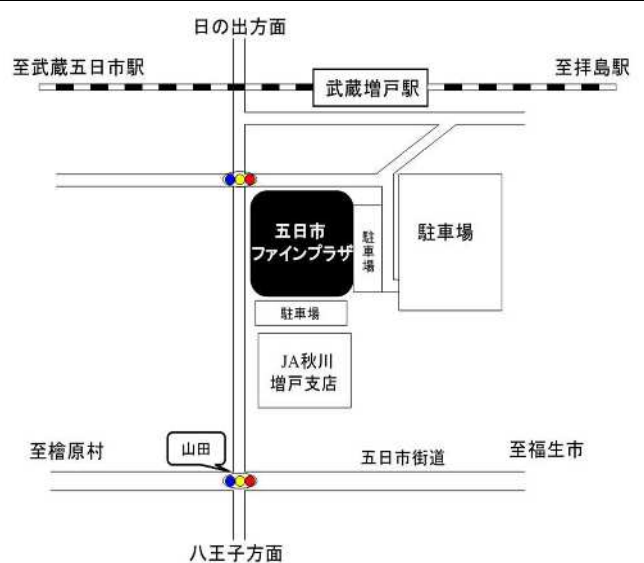 日の出方面
至武蔵五日市駅
至拝島駅
武蔵増戸駅
五日市
ファインプラザ
駐車場
駐車場
駐車場
JA秋川
増戸支店
至檜原村
山田
五日市街道
至福生市
八王子方面